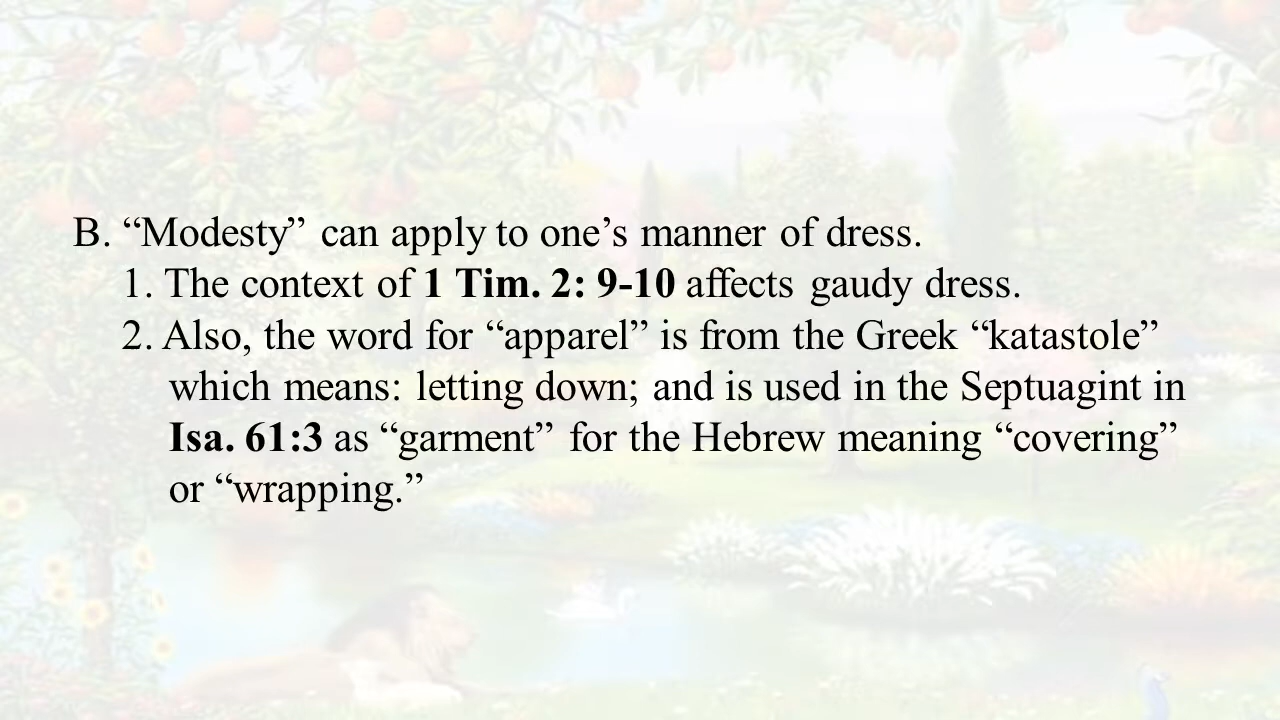 B. “Modesty” can apply to one’s manner of dress.
1. The context of 1 Tim. 2: 9-10 affects gaudy dress.
2. Also, the word for “apparel” is from the Greek “katastole”
which means: letting down; and is used in the Septuagint in
Isa. 61:3 as “garment” for the Hebrew meaning “covering”
or “wrapping.”